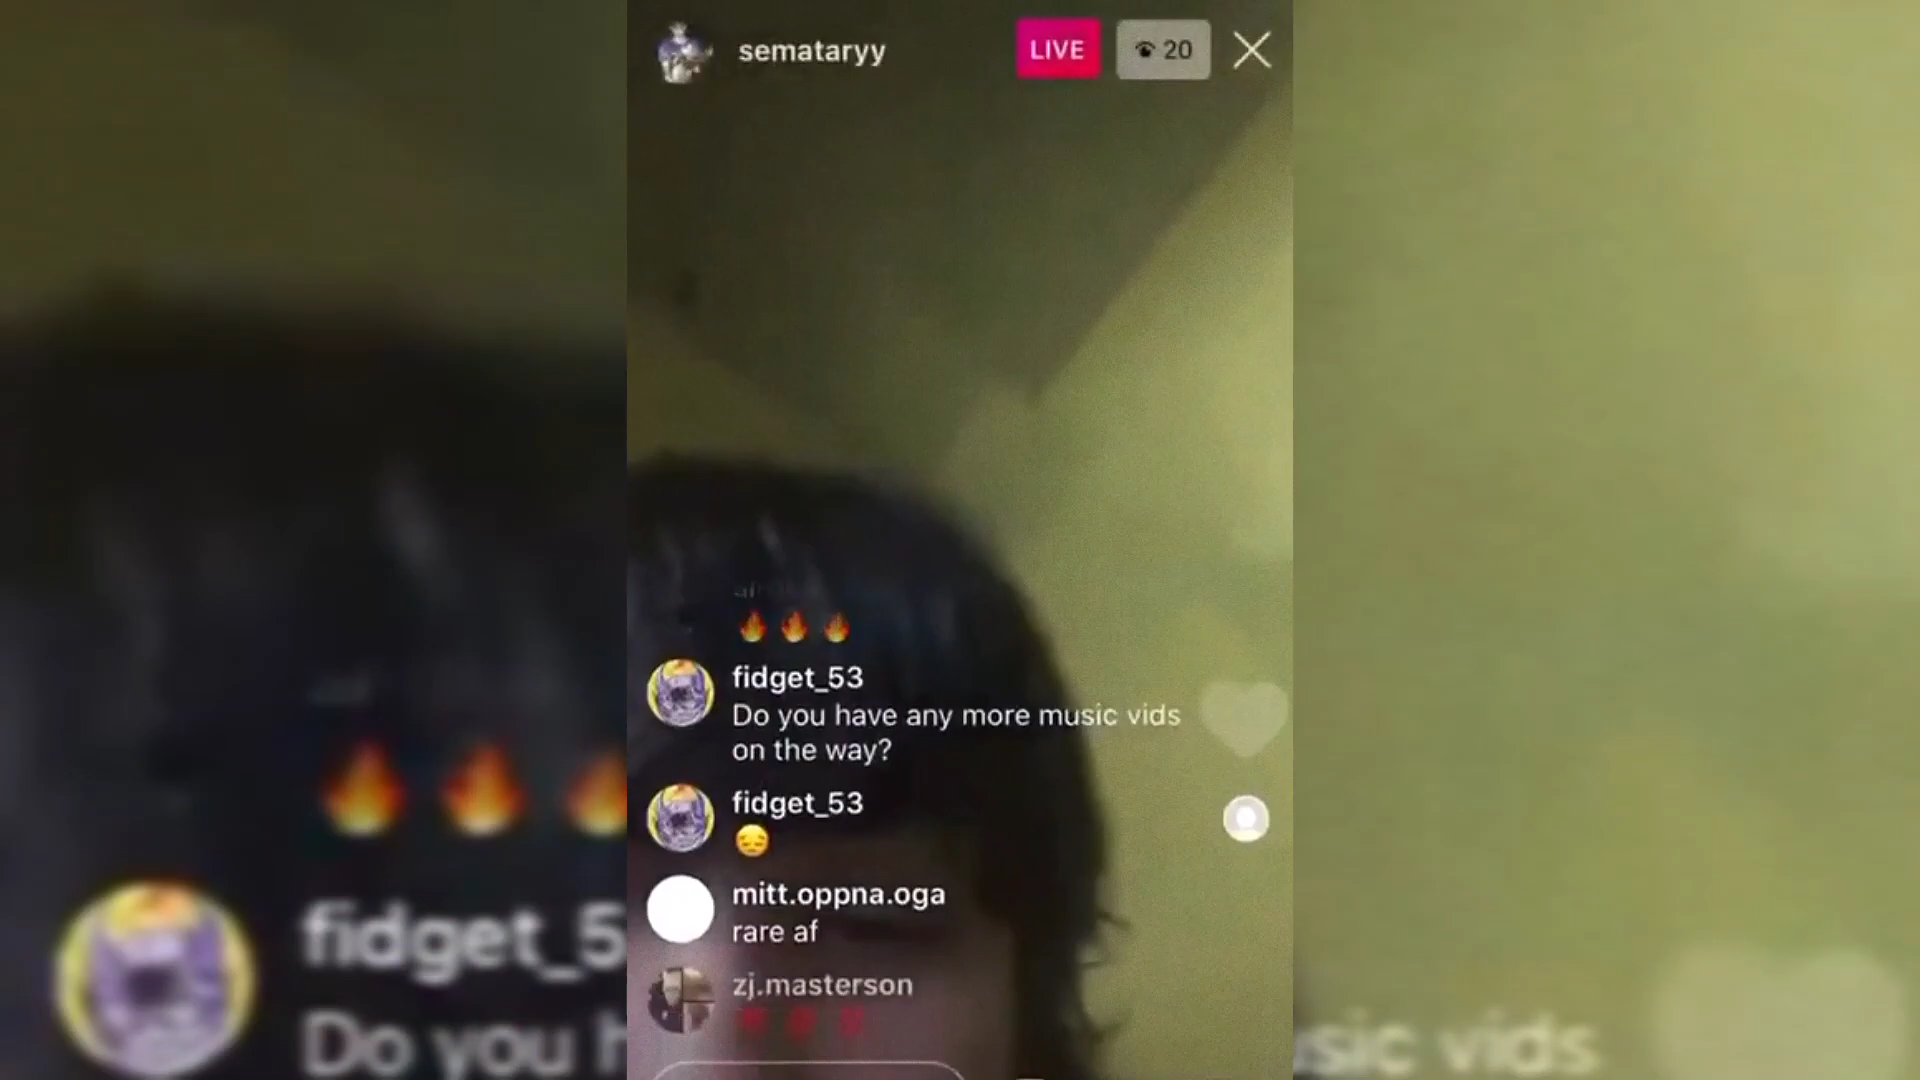 semataryy
LIVE
20
🔥 🔥 🔥
fidget_53
Do you have any more music vids
on the way?
fidget_53
😔
mitt.oppna.oga
rare af
zj.masterson
fidget_5
Do you h
sic vids